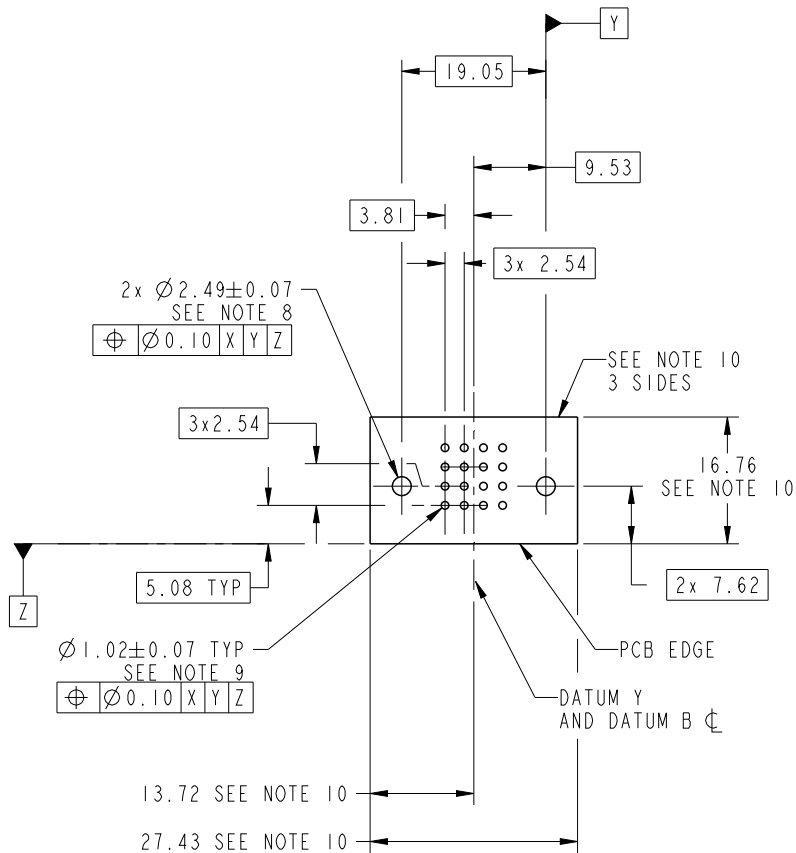 Y
19.05
9.53
3.81
3x 2.54
2x Ø2.49±0.07
SEE NOTE 8
⌖ Ø0.10 X Y Z
SEE NOTE 10
3 SIDES
3x2.54
16.76
SEE NOTE 10
5.08 TYP
2x 7.62
Z
Ø1.02±0.07 TYP
SEE NOTE 9
⌖ Ø0.10 X Y Z
PCB EDGE
DATUM Y
AND DATUM B ℄
13.72 SEE NOTE 10
27.43 SEE NOTE 10